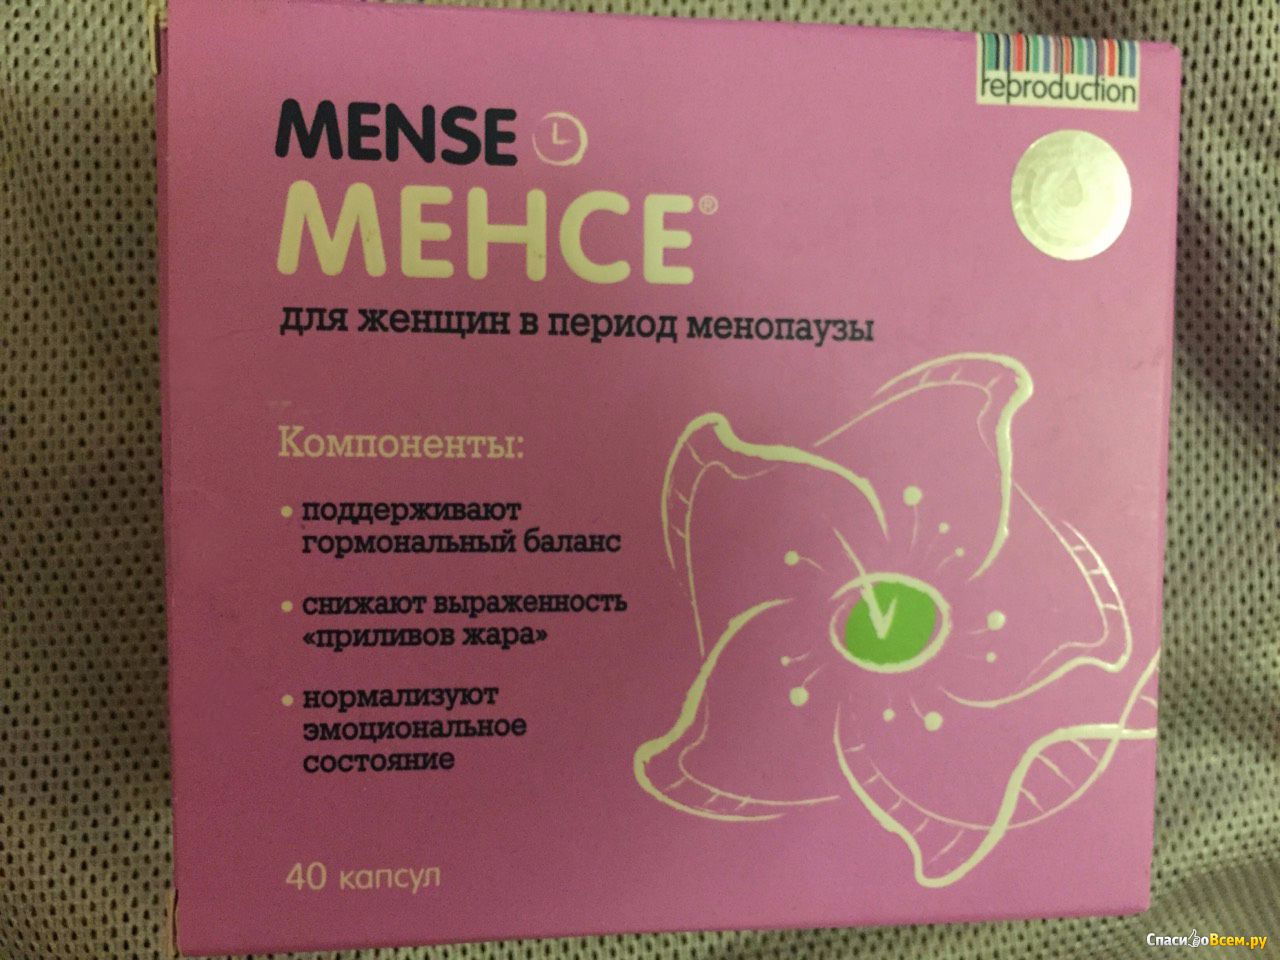 reproduction
MENSE
МЕНСЕ®
для женщин в период менопаузы
Компоненты:
• поддерживают
гормональный баланс
• снижают выраженность
«приливов жара»
• нормализуют
эмоциональное
состояние
40 капсул
СпасибоВсем.ру